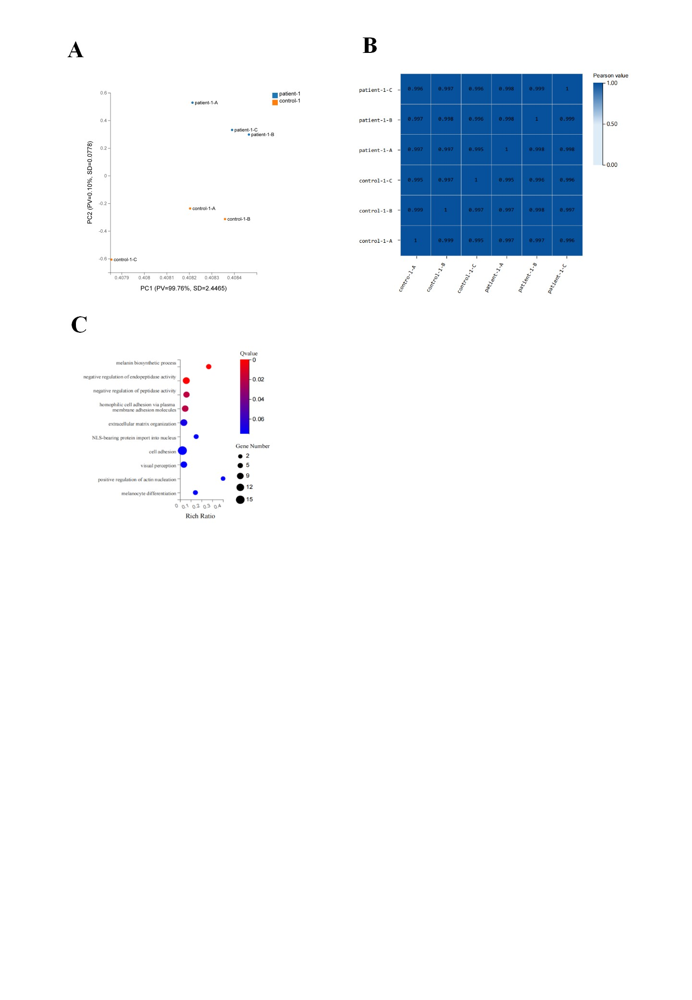 A
patient-1
control-1
0.6
0.4
0.2
0
-0.2
-0.4
-0.6
PC2 (PV=0.10%, SD=0.0778)
patient-1-A
patient-1-C
patient-1-B
control-1-A
control-1-B
control-1-C
0.4079 0.408 0.4081 0.4082 0.4083 0.4084
PC1 (PV=99.76%, SD=2.4465)
B
Pearson value
1.00
0.50
0.00
patient-1-C 0.996 0.997 0.996 0.998 0.999 1
patient-1-B 0.997 0.998 0.996 0.998 1 0.999
patient-1-A 0.997 0.997 0.995 1 0.998 0.998
control-1-C 0.995 0.997 1 0.995 0.996 0.996
control-1-B 0.999 1 0.997 0.997 0.998 0.997
control-1-A 1 0.999 0.995 0.997 0.997 0.996
contro-l-A control-1-B control-1-C patient-1-A patient-1-B patient-1-C
C
melanin biosynthetic process
negative regulation of endopeptidase activity
negative regulation of peptidase activity
homophilic cell adhesion via plasma
membrane adhesion molecules
extracellular matrix organization
NLS-bearing protein import into nucleus
cell adhesion
visual perception
positive regulation of actin nucleation
melanocyte differentiation
0 0.1 0.2 0.3 0.4
Rich Ratio
Qvalue
0
0.02
0.04
0.06
Gene Number
2
5
9
12
15